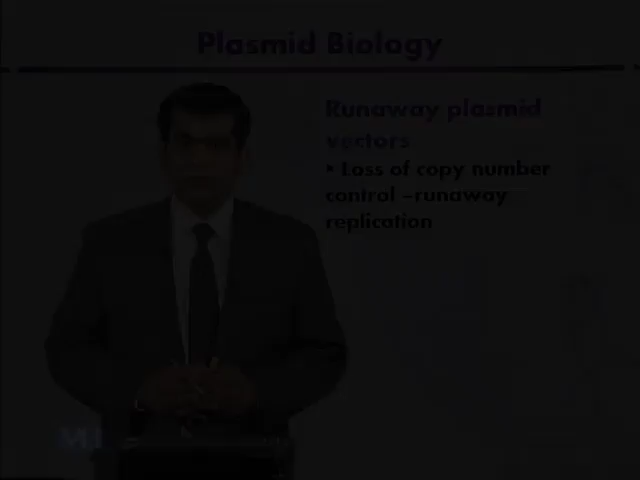 Plasmid Biology
Runaway plasmid
vectors
• Loss of copy number
control –runaway
replication